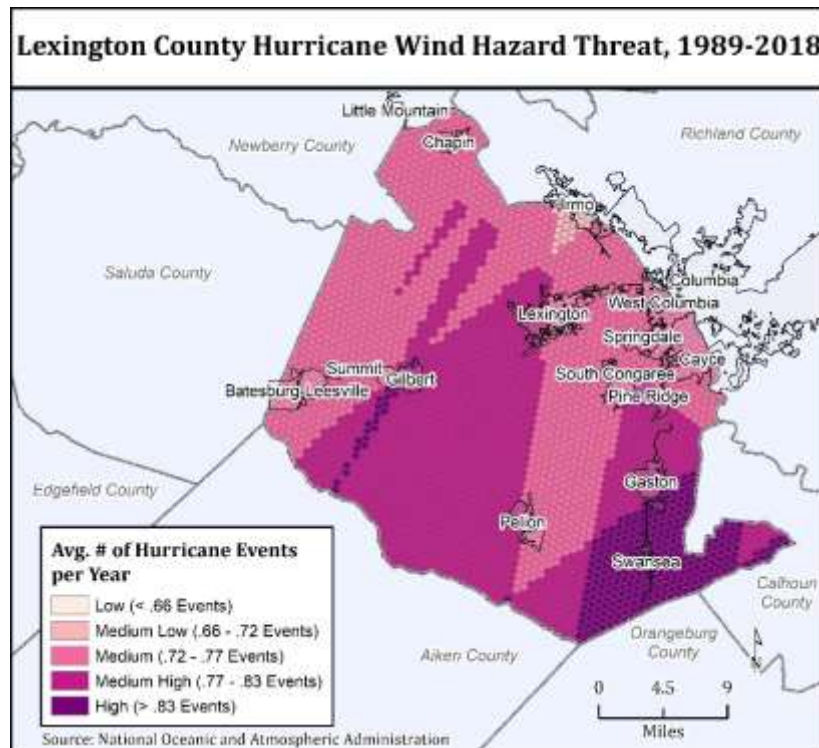 Lexington County Hurricane Wind Hazard Threat, 1989-2018
Little Mountain
Newberry County
Richland County
Chapin
Irmo
Saluda County
Columbia
West Columbia
Lexington
Springdale
Summit
Cayce
Gilbert
South Congaree
Batesburg-Leesville
Pine Ridge
Edgefield County
Gaston
Pelion
Swansea
Calhoun
County
Orangeburg
County
Aiken County
Avg. # of Hurricane Events
per Year
Low (< .66 Events)
Medium Low (.66 - .72 Events)
Medium (.72 - .77 Events)
Medium High (.77 - .83 Events)
High (> .83 Events)
N
0 4.5 9
Miles
Source: National Oceanic and Atmospheric Administration